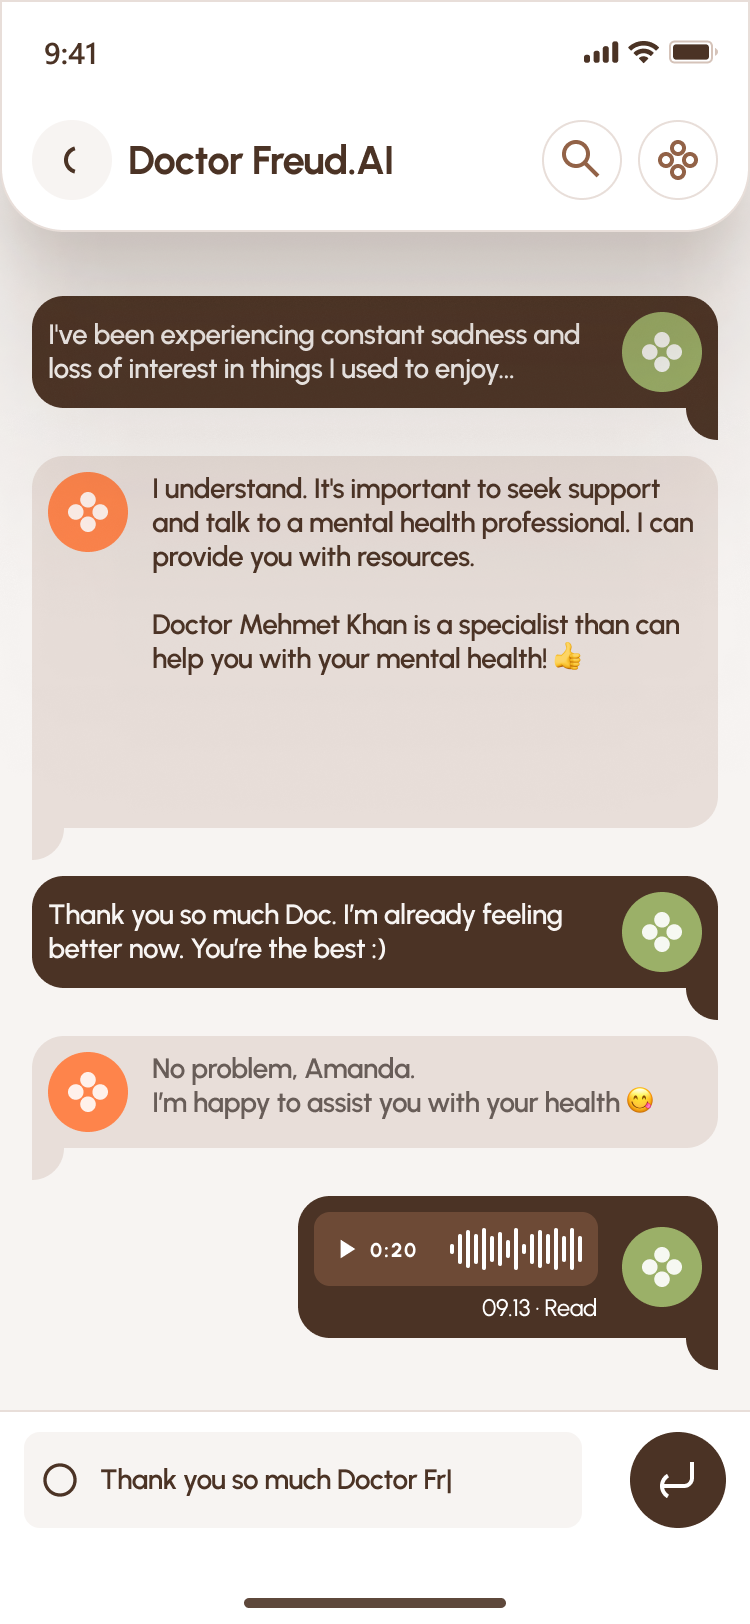 9:41
Doctor Freud.AI
I've been experiencing constant sadness and
loss of interest in things I used to enjoy...
I understand. It's important to seek support
and talk to a mental health professional. I can
provide you with resources.
Doctor Mehmet Khan is a specialist than can
help you with your mental health! 👍
Thank you so much Doc. I’m already feeling
better now. You’re the best :)
No problem, Amanda.
I’m happy to assist you with your health 😋
0:20
09.13 · Read
Thank you so much Doctor Fr|